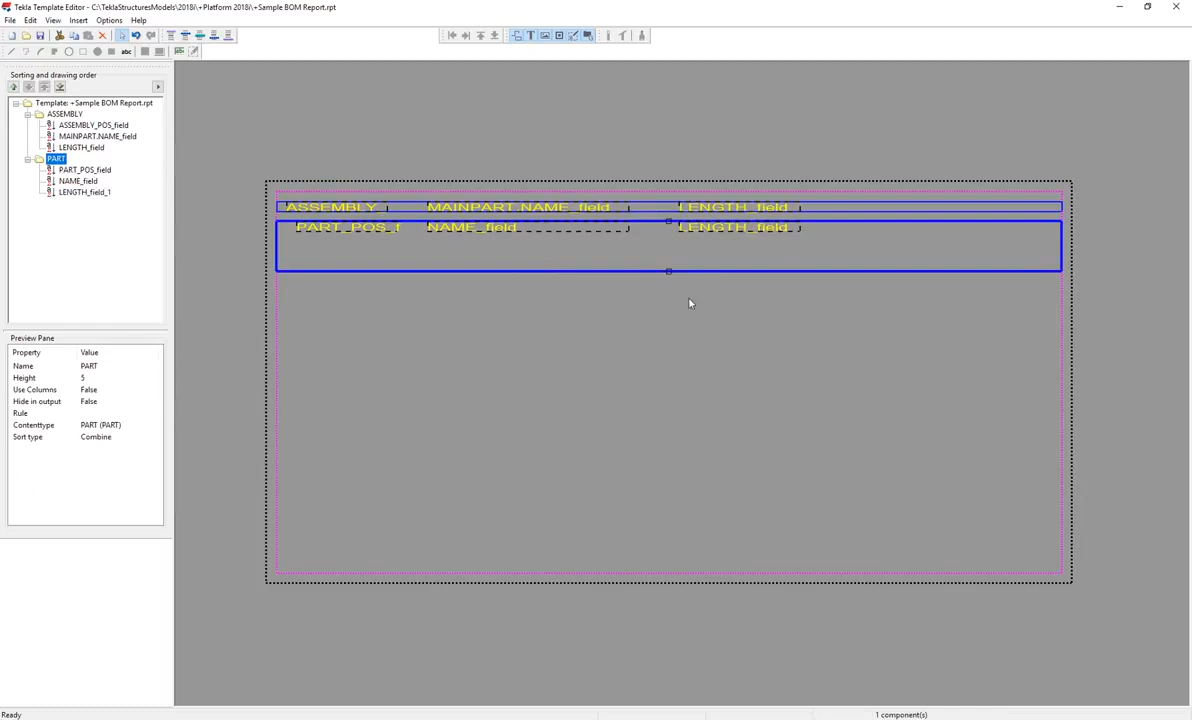 Tekla Template Editor - C:\TeklaStructuresModels\2018i\+Platform 2018i\+Sample BOM Report.rpt
File Edit View Insert Options Help
abc
Sorting and drawing order
Template: +Sample BOM Report.rpt
ASSEMBLY
ASSEMBLY_POS_field
MAINPART.NAME_field
LENGTH_field
PART
PART_POS_field
NAME_field
LENGTH_field_1
ASSEMBLY_ MAINPART.NAME_field LENGTH_field
PART_POS_f NAME_field LENGTH_field
Preview Pane
Property Value
Name PART
Height 5
Use Columns False
Hide in output False
Rule
Contenttype PART (PART)
Sort type Combine
Ready 1 component(s)